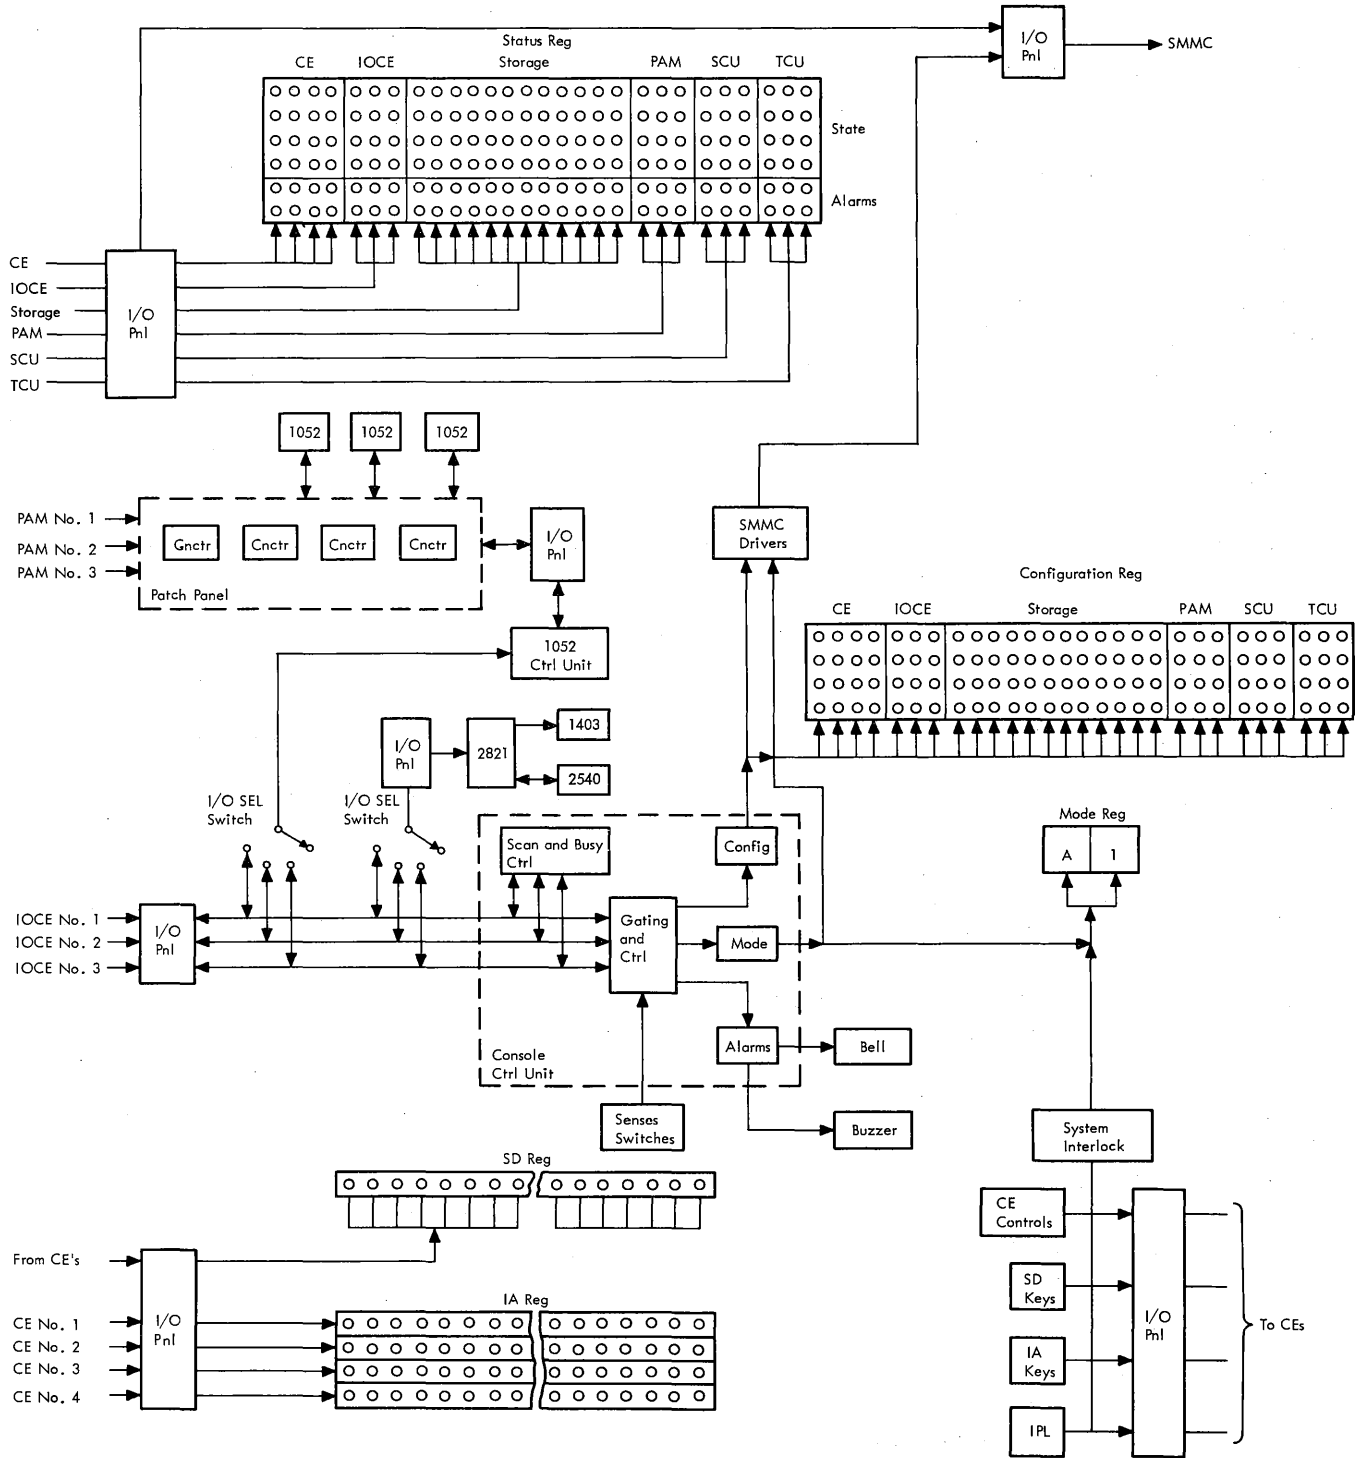 I/O
Pnl
SMMC
Status Reg
CE IOCE Storage PAM SCU TCU
State
Alarms
CE
IOCE
Storage
PAM
SCU
TCU
I/O
Pnl
1052 1052 1052
PAM No. 1
PAM No. 2
PAM No. 3
Gnctr Cnctr Cnctr Cnctr
Patch Panel
I/O
Pnl
SMMC
Drivers
1052
Ctrl Unit
Configuration Reg
CE IOCE Storage PAM SCU TCU
I/O
Pnl
2821
1403
2540
I/O SEL
Switch
I/O SEL
Switch
Scan and Busy
Ctrl
Config
Mode Reg
A 1
IOCE No. 1
IOCE No. 2
IOCE No. 3
I/O
Pnl
Gating
and
Ctrl
Mode
Alarms
Bell
Console
Ctrl Unit
Senses
Switches
Buzzer
System
Interlock
SD Reg
CE
Controls
SD
Keys
IA
Keys
IPL
I/O
Pnl
To CEs
From CE's
CE No. 1
CE No. 2
CE No. 3
CE No. 4
I/O
Pnl
IA Reg